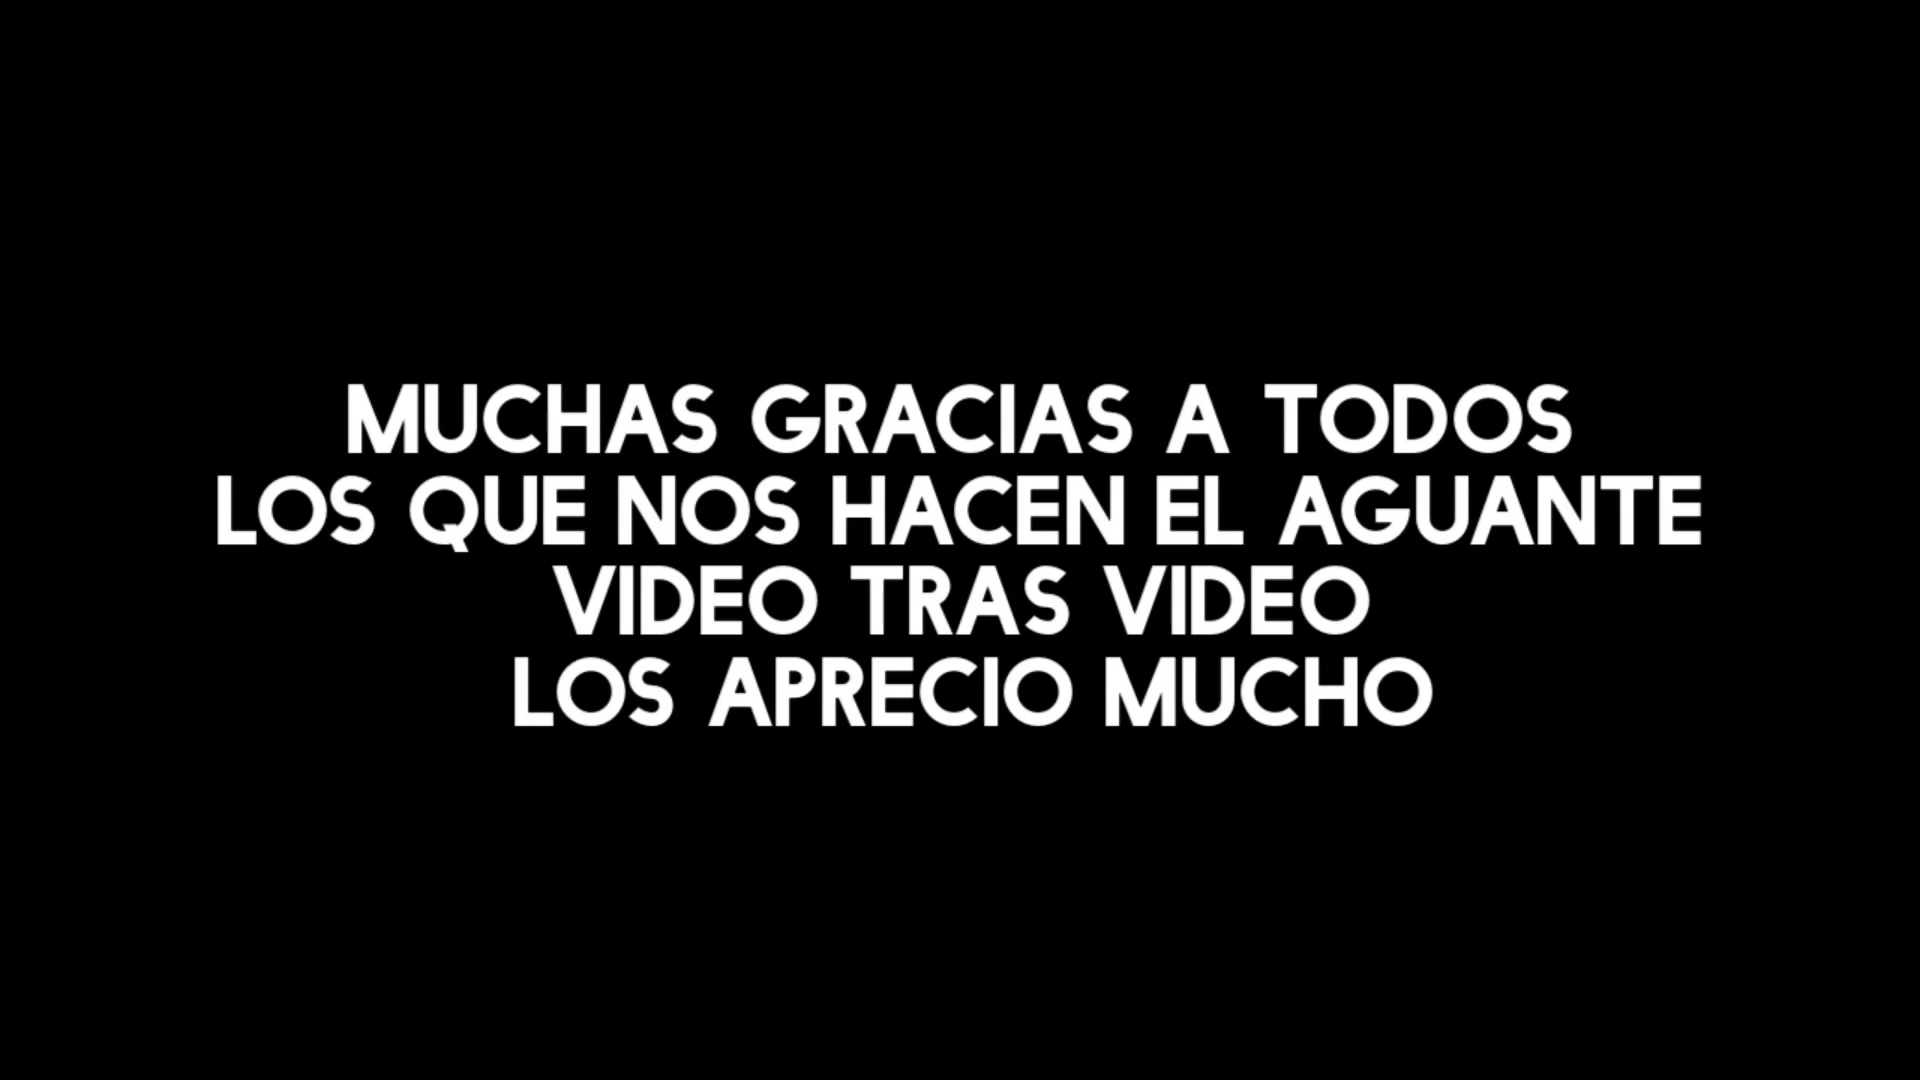 MUCHAS GRACIAS A TODOS
LOS QUE NOS HACEN EL AGUANTE
VIDEO TRAS VIDEO
LOS APRECIO MUCHO